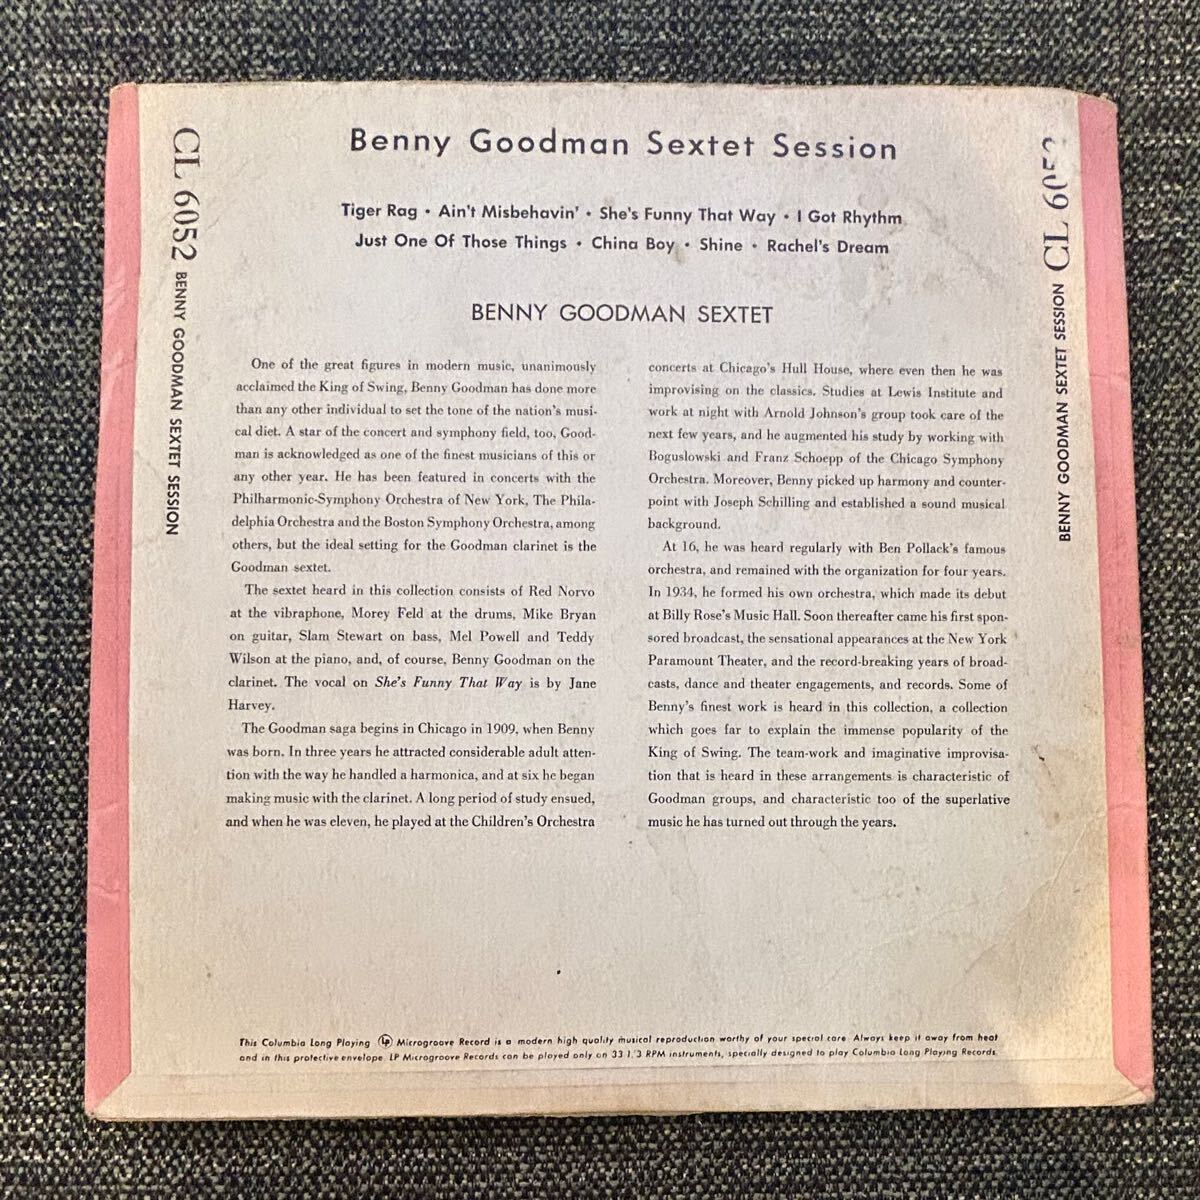 Benny Goodman Sextet Session
Tiger Rag • Ain't Misbehavin' • She's Funny That Way • I Got Rhythm
Just One Of Those Things • China Boy • Shine • Rachel's Dream
BENNY GOODMAN SEXTET
One of the great figures in modern music, unanimously
acclaimed the King of Swing, Benny Goodman has done more
than any other individual to set the tone of the nation's musi-
cal diet. A star of the concert and symphony field, too, Good-
man is acknowledged as one of the finest musicians of this or
any other year. He has been featured in concerts with the
Philharmonic-Symphony Orchestra of New York, The Phila-
delphia Orchestra and the Boston Symphony Orchestra, among
others, but the ideal setting for the Goodman clarinet is the
Goodman sextet.
The sextet heard in this collection consists of Red Norvo
at the vibraphone, Morey Feld at the drums, Mike Bryan
on guitar, Slam Stewart on bass, Mel Powell and Teddy
Wilson at the piano, and, of course, Benny Goodman on the
clarinet. The vocal on She's Funny That Way is by Jane
Harvey.
The Goodman saga begins in Chicago in 1909, when Benny
was born. In three years he attracted considerable adult atten-
tion with the way he handled a harmonica, and at six he began
making music with the clarinet. A long period of study ensued,
and when he was eleven, he played at the Children's Orchestra
concerts at Chicago's Hull House, where even then he was
improvising on the classics. Studies at Lewis Institute and
work at night with Arnold Johnson's group took care of the
next few years, and he augmented his study by working with
Boguslowski and Franz Schoepp of the Chicago Symphony
Orchestra. Moreover, Benny picked up harmony and counter-
point with Joseph Schilling and established a sound musical
background.
At 16, he was heard regularly with Ben Pollack's famous
orchestra, and remained with the organization for four years.
In 1934, he formed his own orchestra, which made its debut
at Billy Rose's Music Hall. Soon thereafter came his first spon-
sored broadcast, the sensational appearances at the New York
Paramount Theater, and the record-breaking years of broad-
casts, dance and theater engagements, and records. Some of
Benny's finest work is heard in this collection, a collection
which goes far to explain the immense popularity of the
King of Swing. The team-work and imaginative improvisa-
tion that is heard in these arrangements is characteristic of
Goodman groups, and characteristic too of the superlative
music he has turned out through the years.
This Columbia Long Playing LP Microgroove Record is a modern high quality musical reproduction worthy of your special care. Always keep it away from heat
and in this protective envelope. LP Microgroove Records can be played only on 33 1/3 RPM instruments, specially designed to play Columbia Long Playing Records.
CL 6052 BENNY GOODMAN SEXTET SESSION
BENNY GOODMAN SEXTET SESSION CL